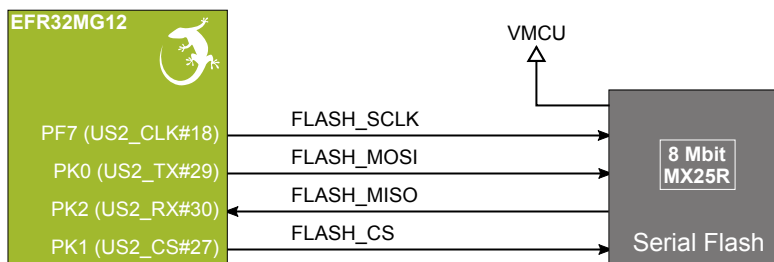 EFR32MG12
VMCU
PF7 (US2_CLK#18)
FLASH_SCLK
PK0 (US2_TX#29)
FLASH_MOSI
PK2 (US2_RX#30)
FLASH_MISO
PK1 (US2_CS#27)
FLASH_CS
8 Mbit
MX25R
Serial Flash